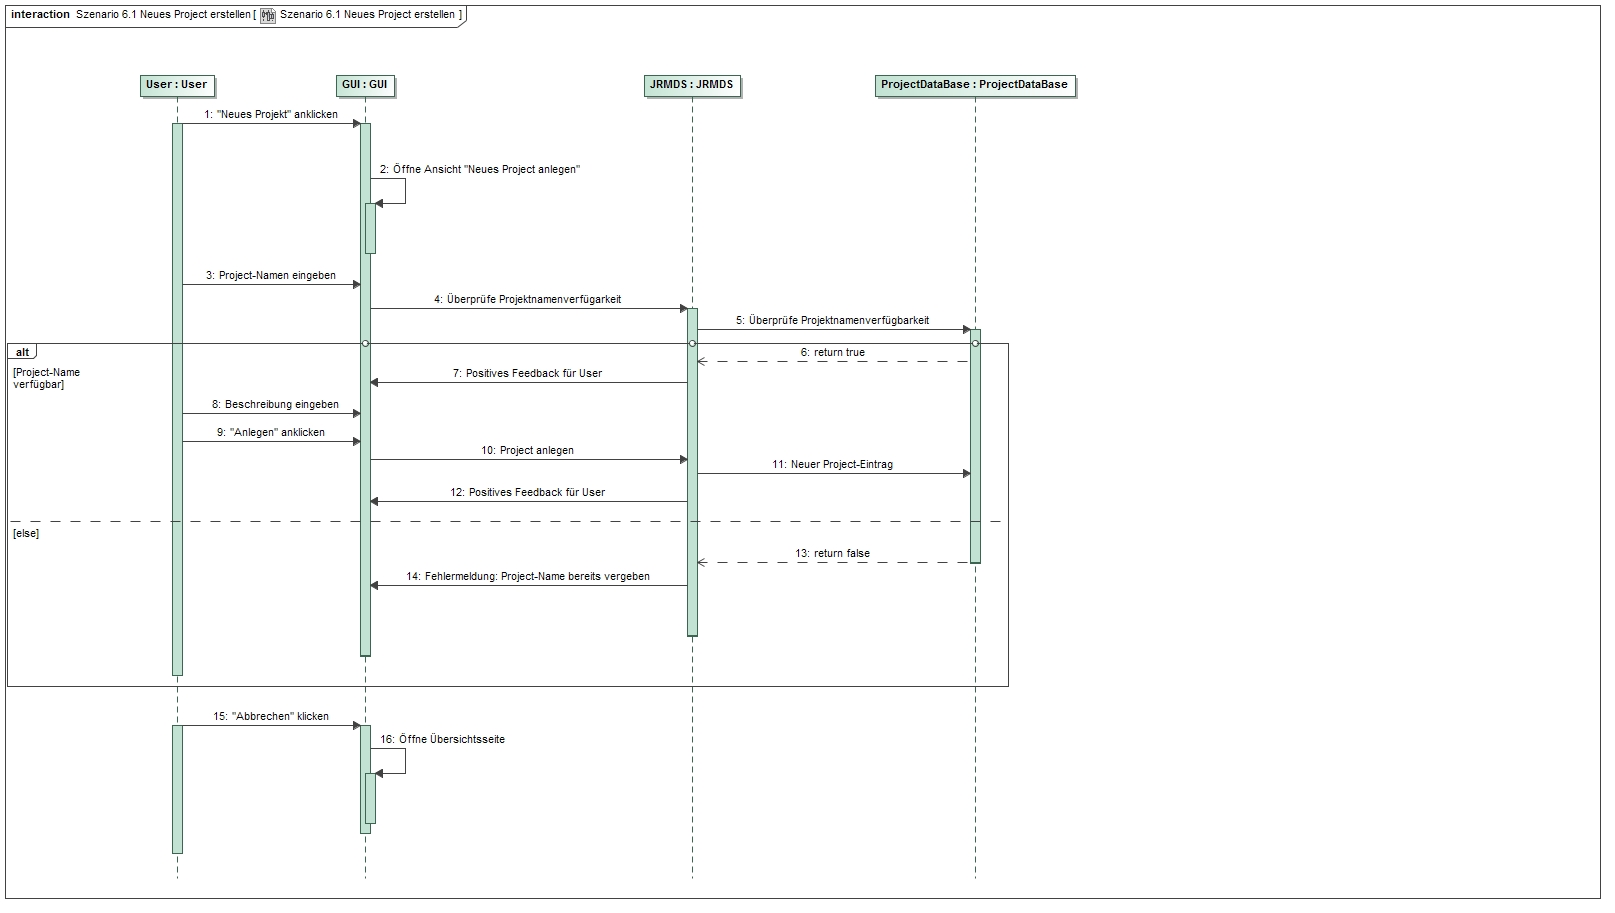 interaction Szenario 6.1 Neues Project erstellen [ Szenario 6.1 Neues Project erstellen ]
User : User
GUI : GUI
JRMDS : JRMDS
ProjectDataBase : ProjectDataBase
1: "Neues Projekt" anklicken
2: Öffne Ansicht "Neues Project anlegen"
3: Project-Namen eingeben
4: Überprüfe Projektnamenverfügarkeit
5: Überprüfe Projektnamenverfügbarkeit
alt
6: return true
[Project-Name
verfügbar]
7: Positives Feedback für User
8: Beschreibung eingeben
9: "Anlegen" anklicken
10: Project anlegen
11: Neuer Project-Eintrag
12: Positives Feedback für User
[else]
13: return false
14: Fehlermeldung: Project-Name bereits vergeben
15: "Abbrechen" klicken
16: Öffne Übersichtsseite